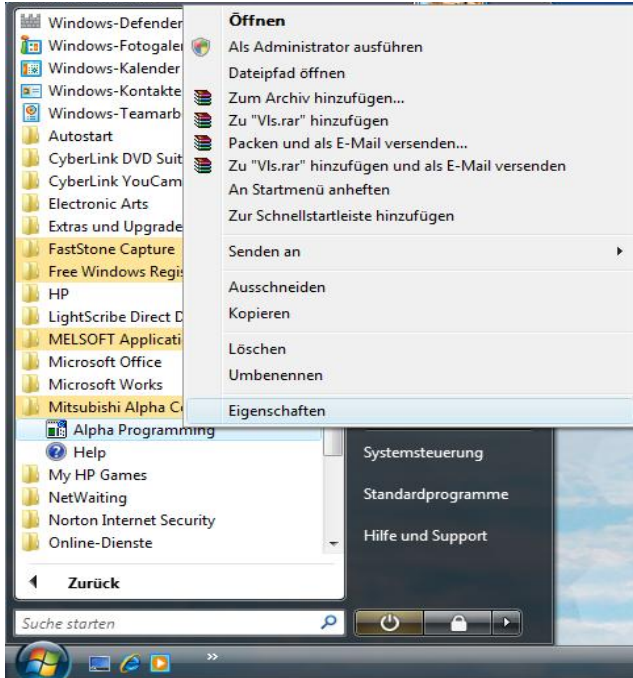 Windows-Defender
Windows-Fotogaler
Windows-Kalender
Windows-Kontakte
Windows-Teamarb
Autostart
CyberLink DVD Suit
CyberLink YouCam
Electronic Arts
Extras und Upgrade
FastStone Capture
Free Windows Regis
HP
LightScribe Direct D
MELSOFT Applicati
Microsoft Office
Microsoft Works
Mitsubishi Alpha Co
Alpha Programming
Help
My HP Games
NetWaiting
Norton Internet Security
Online-Dienste
Zurück
Suche starten
Öffnen
Als Administrator ausführen
Dateipfad öffnen
Zum Archiv hinzufügen...
Zu "VIs.rar" hinzufügen
Packen und als E-Mail versenden...
Zu "VIs.rar" hinzufügen und als E-Mail versenden
An Startmenü anheften
Zur Schnellstartleiste hinzufügen
Senden an
Ausschneiden
Kopieren
Löschen
Umbenennen
Eigenschaften
Systemsteuerung
Standardprogramme
Hilfe und Support